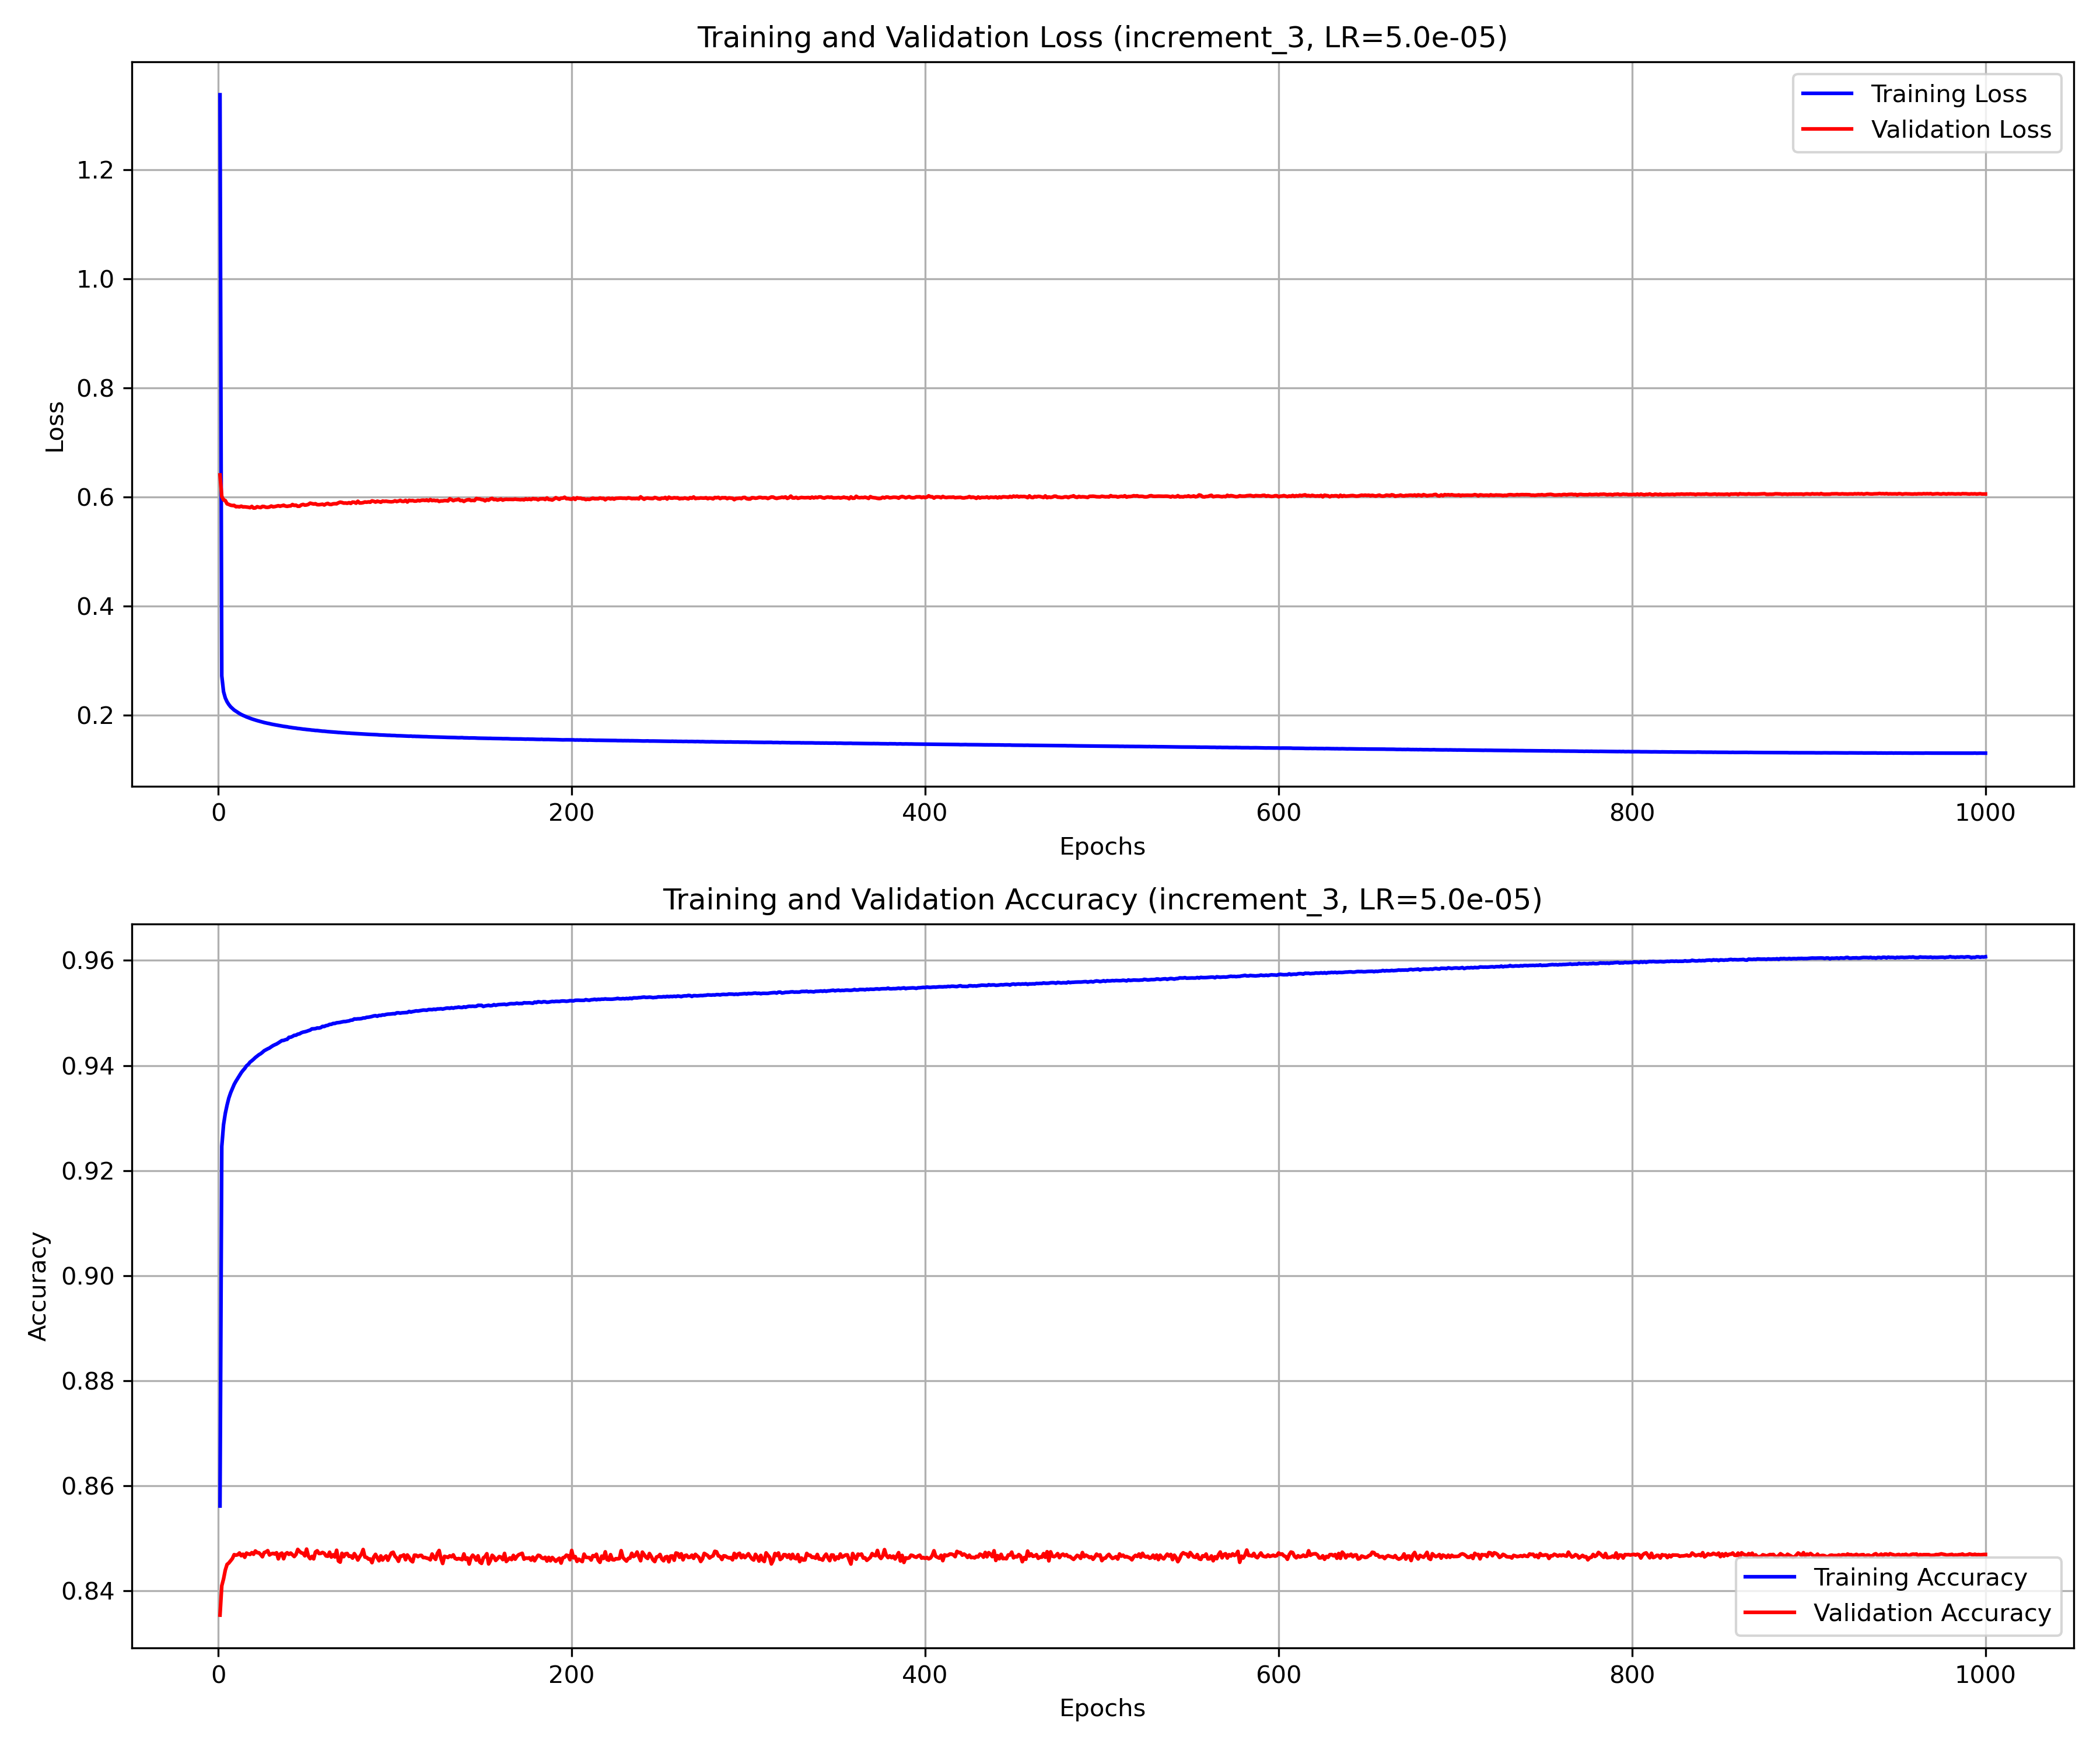 Training and Validation Loss (increment_3, LR=5.0e-05)
Training Loss
Validation Loss
1.2
1.0
0.8
0.6
0.4
0.2
Loss
0 200 400 600 800 1000
Epochs
Training and Validation Accuracy (increment_3, LR=5.0e-05)
0.96
0.94
0.92
0.90
0.88
0.86
0.84
Accuracy
Training Accuracy
Validation Accuracy
0 200 400 600 800 1000
Epochs